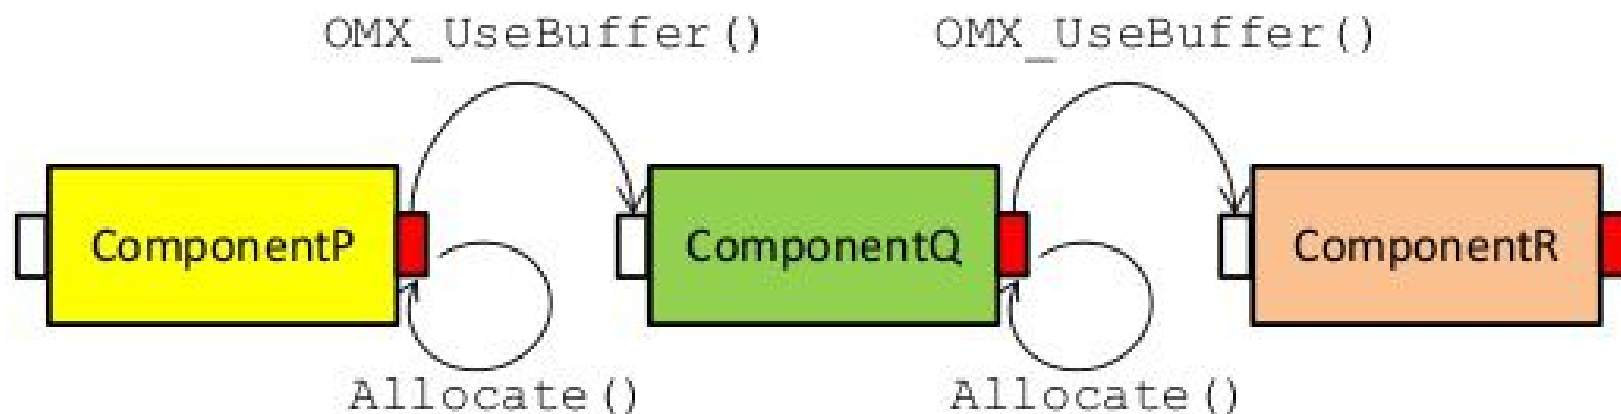 OMX_UseBuffer() OMX_UseBuffer()
ComponentP ComponentQ ComponentR
Allocate() Allocate()